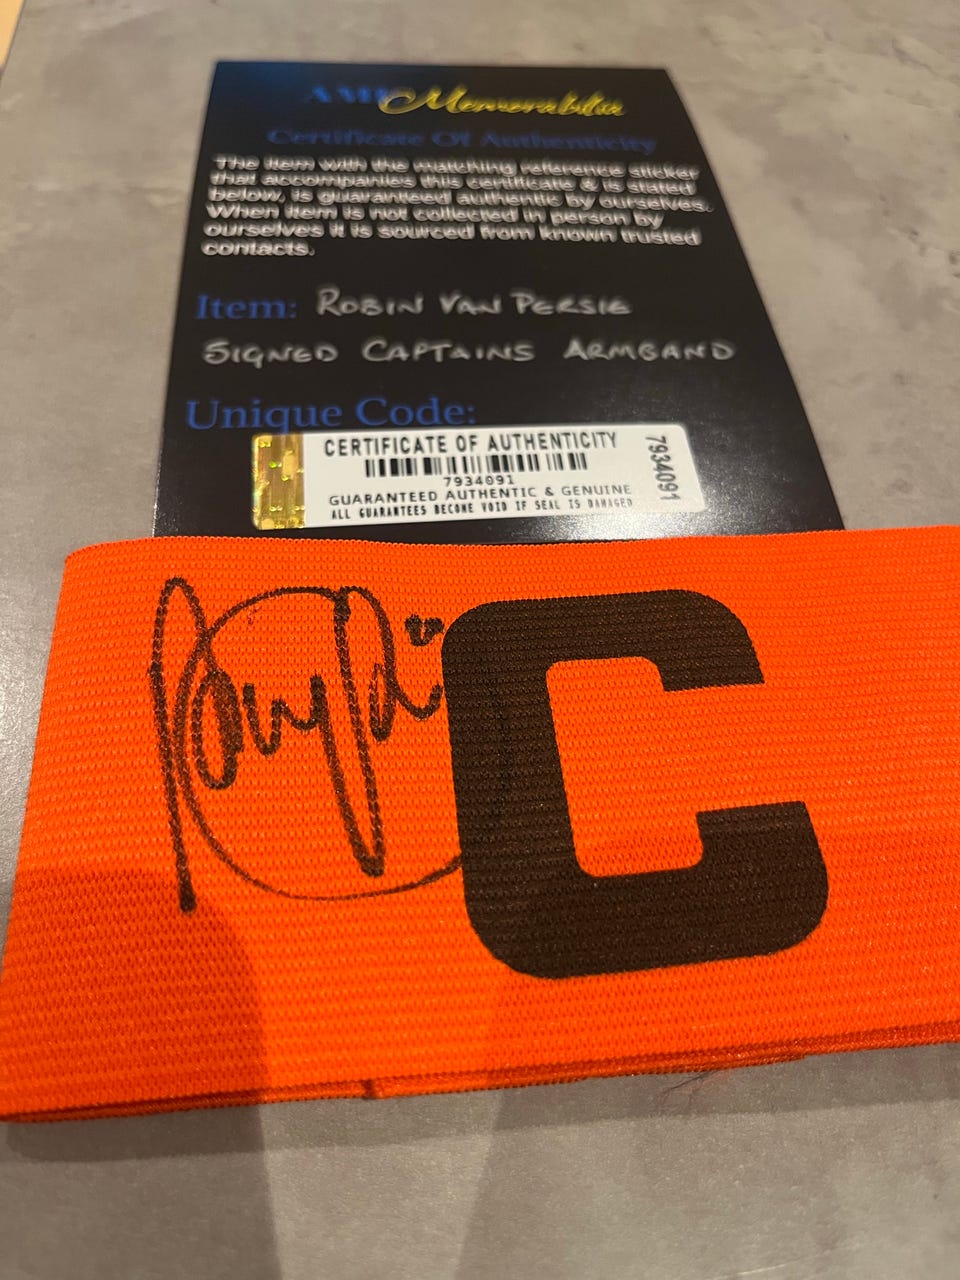 AMI Memorabilia
Certificate Of Authenticity
The item with the matching reference sticker
that accompanies this certificate & is stated
below, is guaranteed authentic by ourselves.
When item is not collected in person by
ourselves it is sourced from known trusted
contacts.
Item: ROBIN VAN PERSIE
SIGNED CAPTAINS ARMBAND
Unique Code:
CERTIFICATE OF AUTHENTICITY
7934091
GUARANTEED AUTHENTIC & GENUINE
ALL GUARANTEES BECOME VOID IF SEAL IS DAMAGED
7934091
C